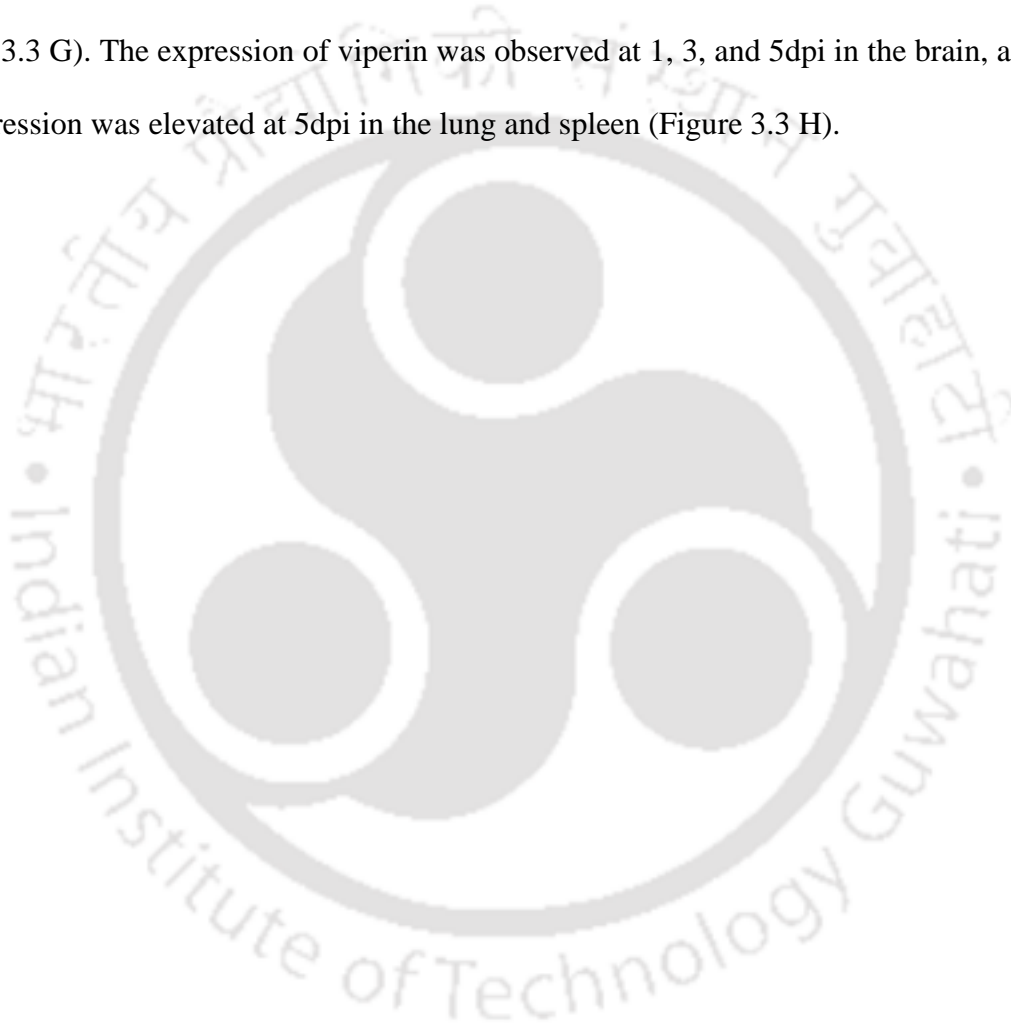 3.3 G). The expression of viperin was observed at 1, 3, and 5dpi in the brain, a
ression was elevated at 5dpi in the lung and spleen (Figure 3.3 H).
भारतीय प्रौद्योगिकी संस्थान गुवाहाटी
• Indian Institute of Technology Guwahati •